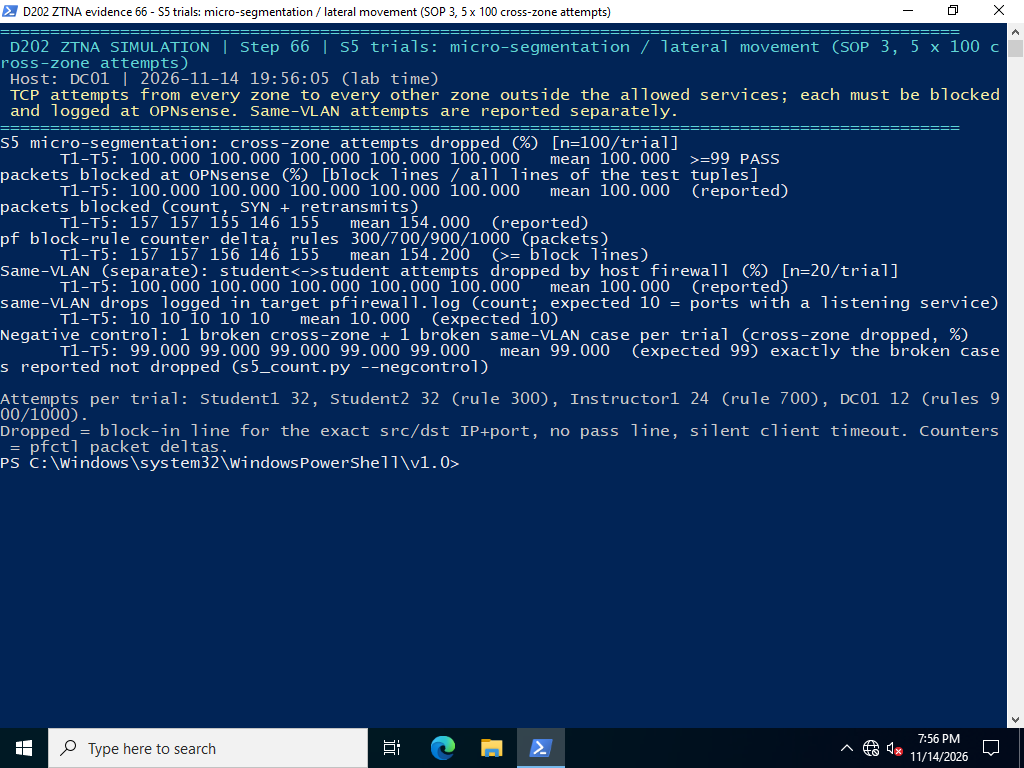 D202 ZTNA evidence 66 - S5 trials: micro-segmentation / lateral movement (SOP 3, 5 x 100 cross-zone attempts)
================================================================================================
 D202 ZTNA SIMULATION | Step 66 | S5 trials: micro-segmentation / lateral movement (SOP 3, 5 x 100 c
ross-zone attempts)
 Host: DC01 | 2026-11-14 19:56:05 (lab time)
 TCP attempts from every zone to every other zone outside the allowed services; each must be blocked
 and logged at OPNsense. Same-VLAN attempts are reported separately.
================================================================================================
S5 micro-segmentation: cross-zone attempts dropped (%) [n=100/trial]
      T1-T5: 100.000 100.000 100.000 100.000 100.000   mean 100.000  >=99 PASS
packets blocked at OPNsense (%) [block lines / all lines of the test tuples]
      T1-T5: 100.000 100.000 100.000 100.000 100.000   mean 100.000  (reported)
packets blocked (count, SYN + retransmits)
      T1-T5: 157 157 155 146 155   mean 154.000  (reported)
pf block-rule counter delta, rules 300/700/900/1000 (packets)
      T1-T5: 157 157 156 146 155   mean 154.200  (>= block lines)
Same-VLAN (separate): student<->student attempts dropped by host firewall (%) [n=20/trial]
      T1-T5: 100.000 100.000 100.000 100.000 100.000   mean 100.000  (reported)
same-VLAN drops logged in target pfirewall.log (count; expected 10 = ports with a listening service)
      T1-T5: 10 10 10 10 10   mean 10.000  (expected 10)
Negative control: 1 broken cross-zone + 1 broken same-VLAN case per trial (cross-zone dropped, %)
      T1-T5: 99.000 99.000 99.000 99.000 99.000   mean 99.000  (expected 99) exactly the broken case
s reported not dropped (s5_count.py --negcontrol)
Attempts per trial: Student1 32, Student2 32 (rule 300), Instructor1 24 (rule 700), DC01 12 (rules 9
00/1000).
Dropped = block-in line for the exact src/dst IP+port, no pass line, silent client timeout. Counters
 = pfctl packet deltas.
PS C:\Windows\system32\WindowsPowerShell\v1.0>
Type here to search
7:56 PM
11/14/2026